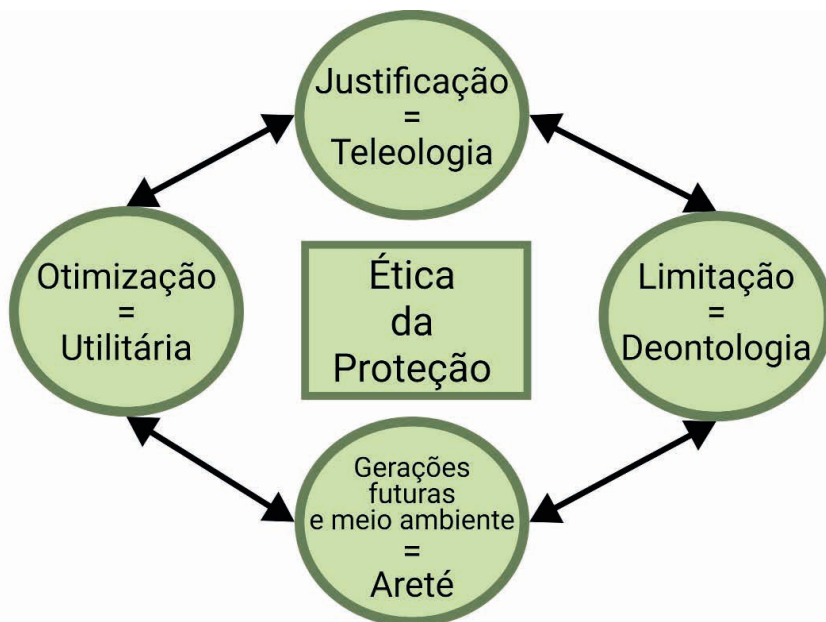 Justificação
=
Teleologia
Otimização
=
Utilitária
Ética
da
Proteção
Limitação
=
Deontologia
Gerações
futuras
e meio ambiente
=
Areté